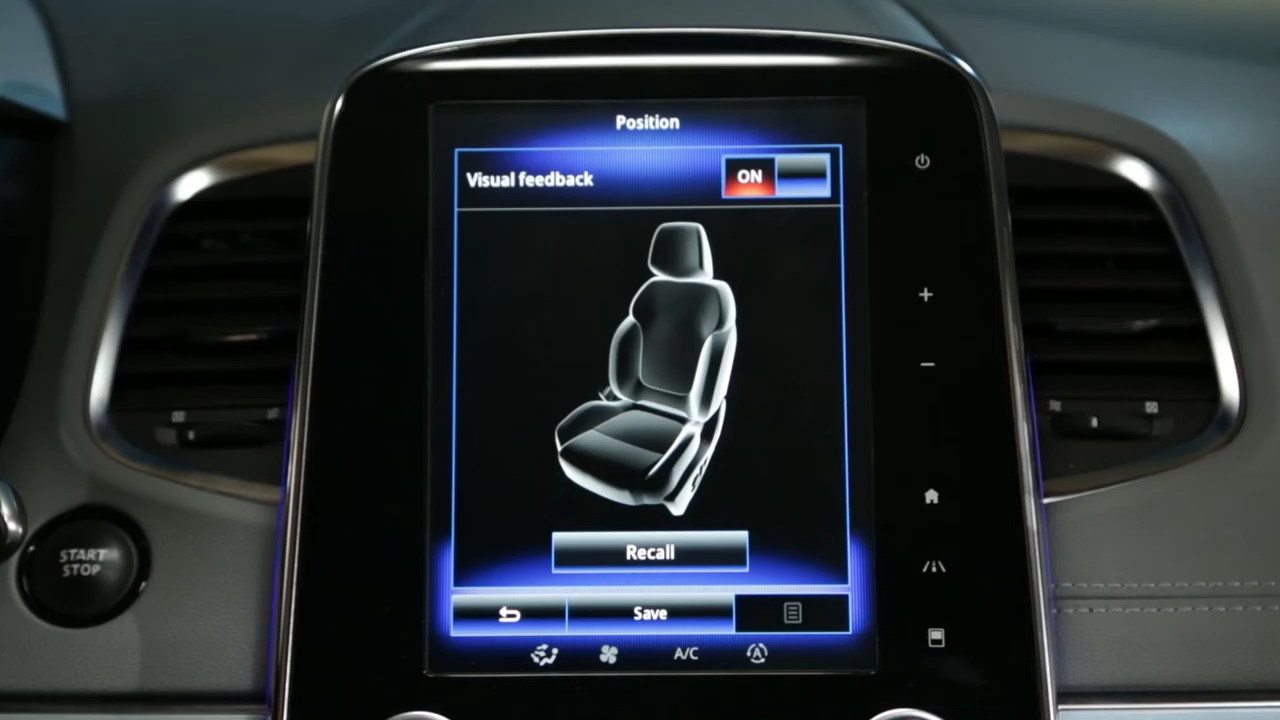 Position
Visual feedback
ON
Recall
Save
A/C
START
STOP